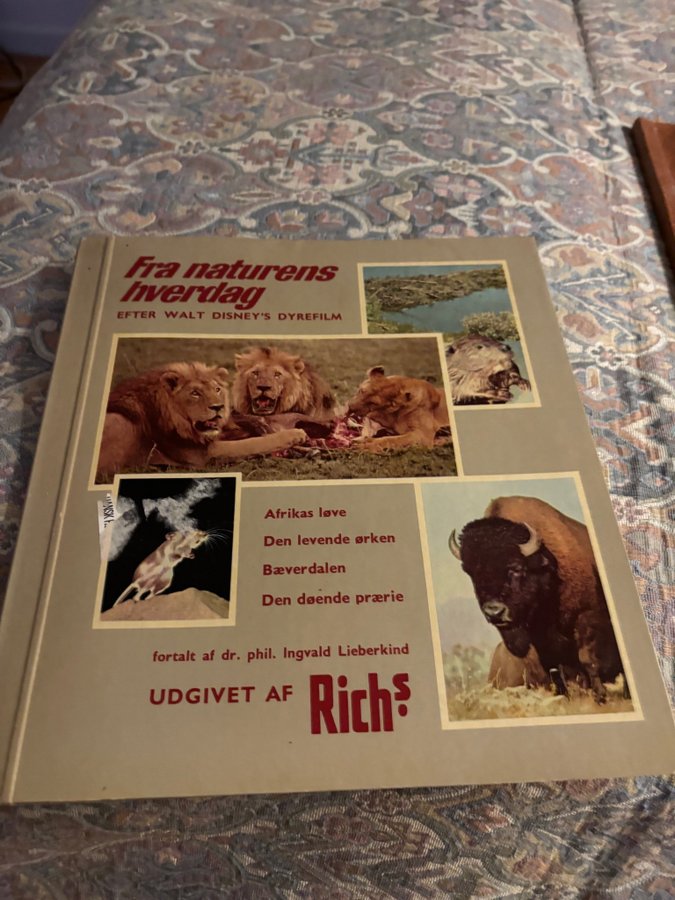 Fra naturens
hverdag
EFTER WALT DISNEY'S DYREFILM
Afrikas løve
Den levende ørken
Bæverdalen
Den døende prærie
fortalt af dr. phil. Ingvald Lieberkind
UDGIVET AF Richs.